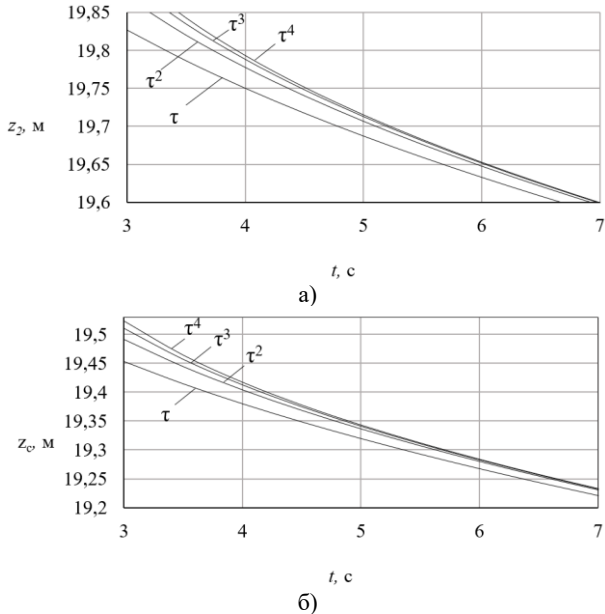 19,85
τ³
τ⁴
19,8
τ²
19,75
τ
z₂, м
19,7
19,65
19,6
3 4 5 6 7
t, с
а)
19,5
τ⁴
τ³
19,45
τ²
19,4
τ
19,35
z_c, м
19,3
19,25
19,2
3 4 5 6 7
t, с
б)